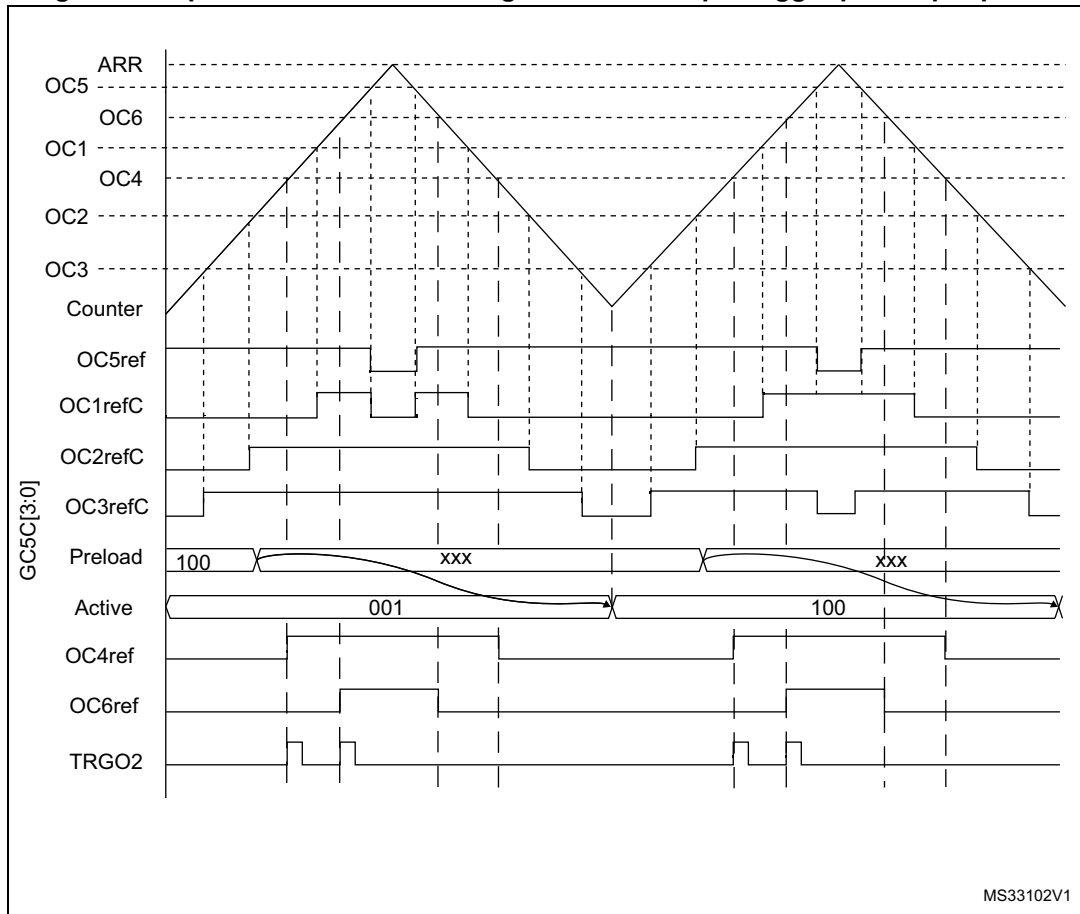 ARR
OC5
OC6
OC1
OC4
OC2
OC3
Counter
OC5ref
OC1refC
OC2refC
OC3refC
GC5C[3:0]
Preload
100
xxx
xxx
Active
001
100
OC4ref
OC6ref
TRGO2
MS33102V1